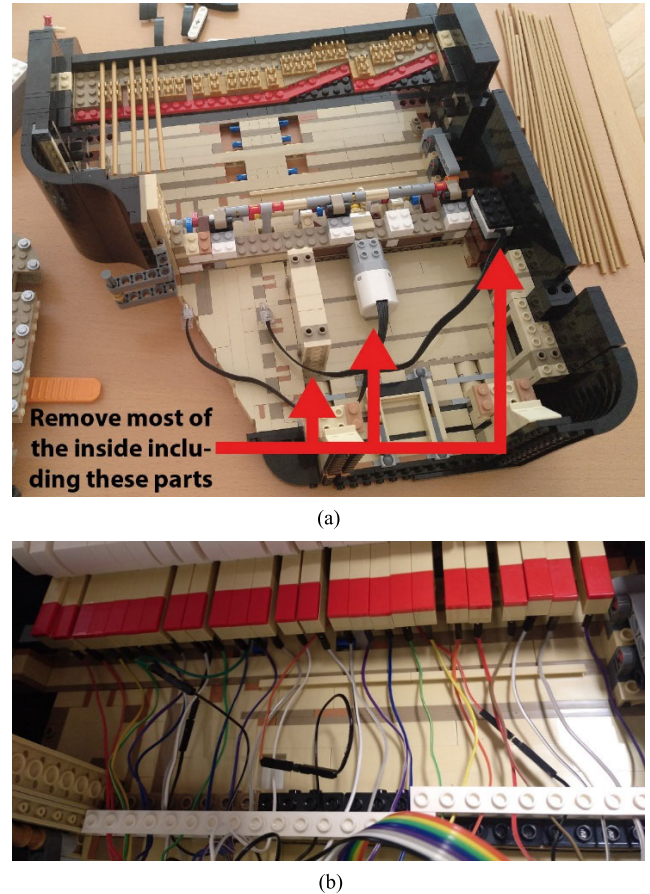 Remove most of
the inside inclu-
ding these parts
(a)
(b)